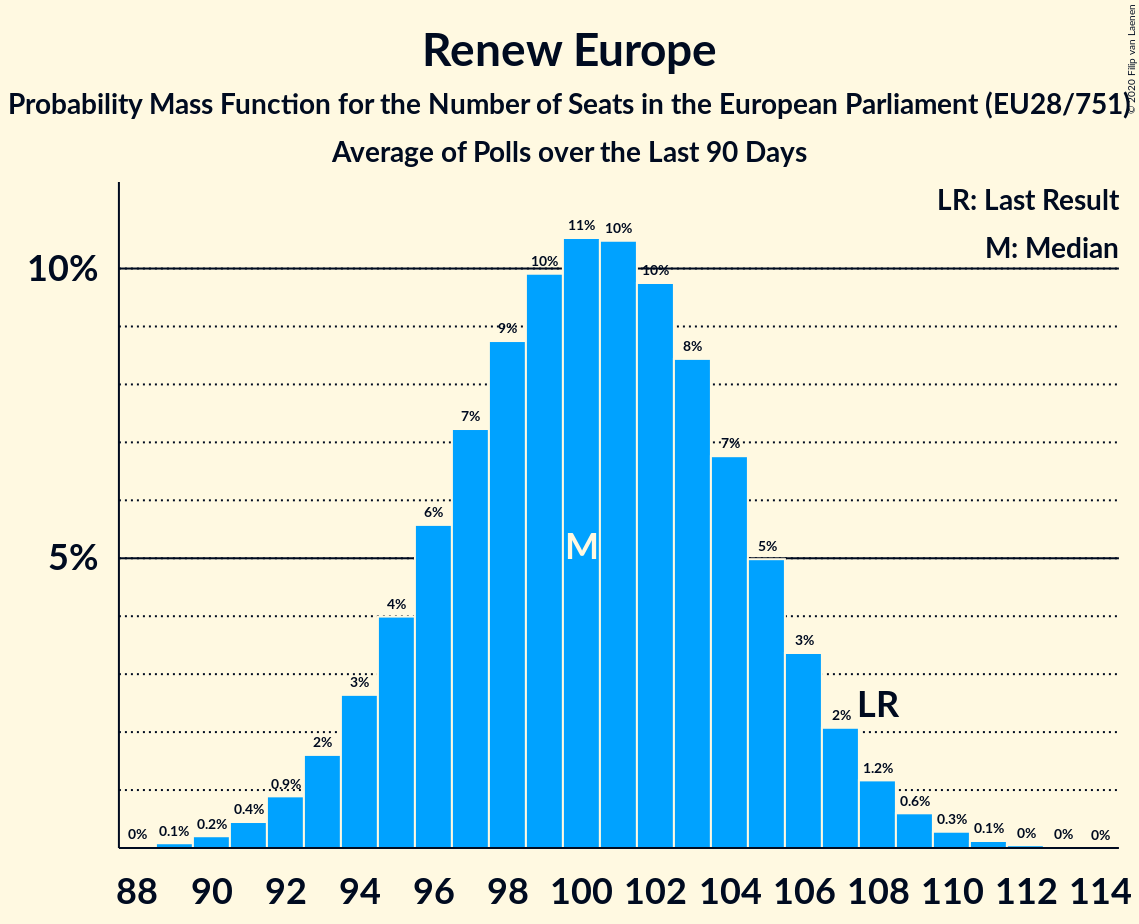 Renew Europe
Probability Mass Function for the Number of Seats in the European Parliament (EU28/751)
Average of Polls over the Last 90 Days
© 2020 Filip van Laenen
LR: Last Result
M: Median
10%
5%
0% 0.1% 0.2% 0.4% 0.9% 2% 3% 4% 6% 7% 9% 10% 11% 10% 10% 8% 7% 5% 3% 2% 1.2% 0.6% 0.3% 0.1% 0% 0% 0%
M
LR
88 90 92 94 96 98 100 102 104 106 108 110 112 114